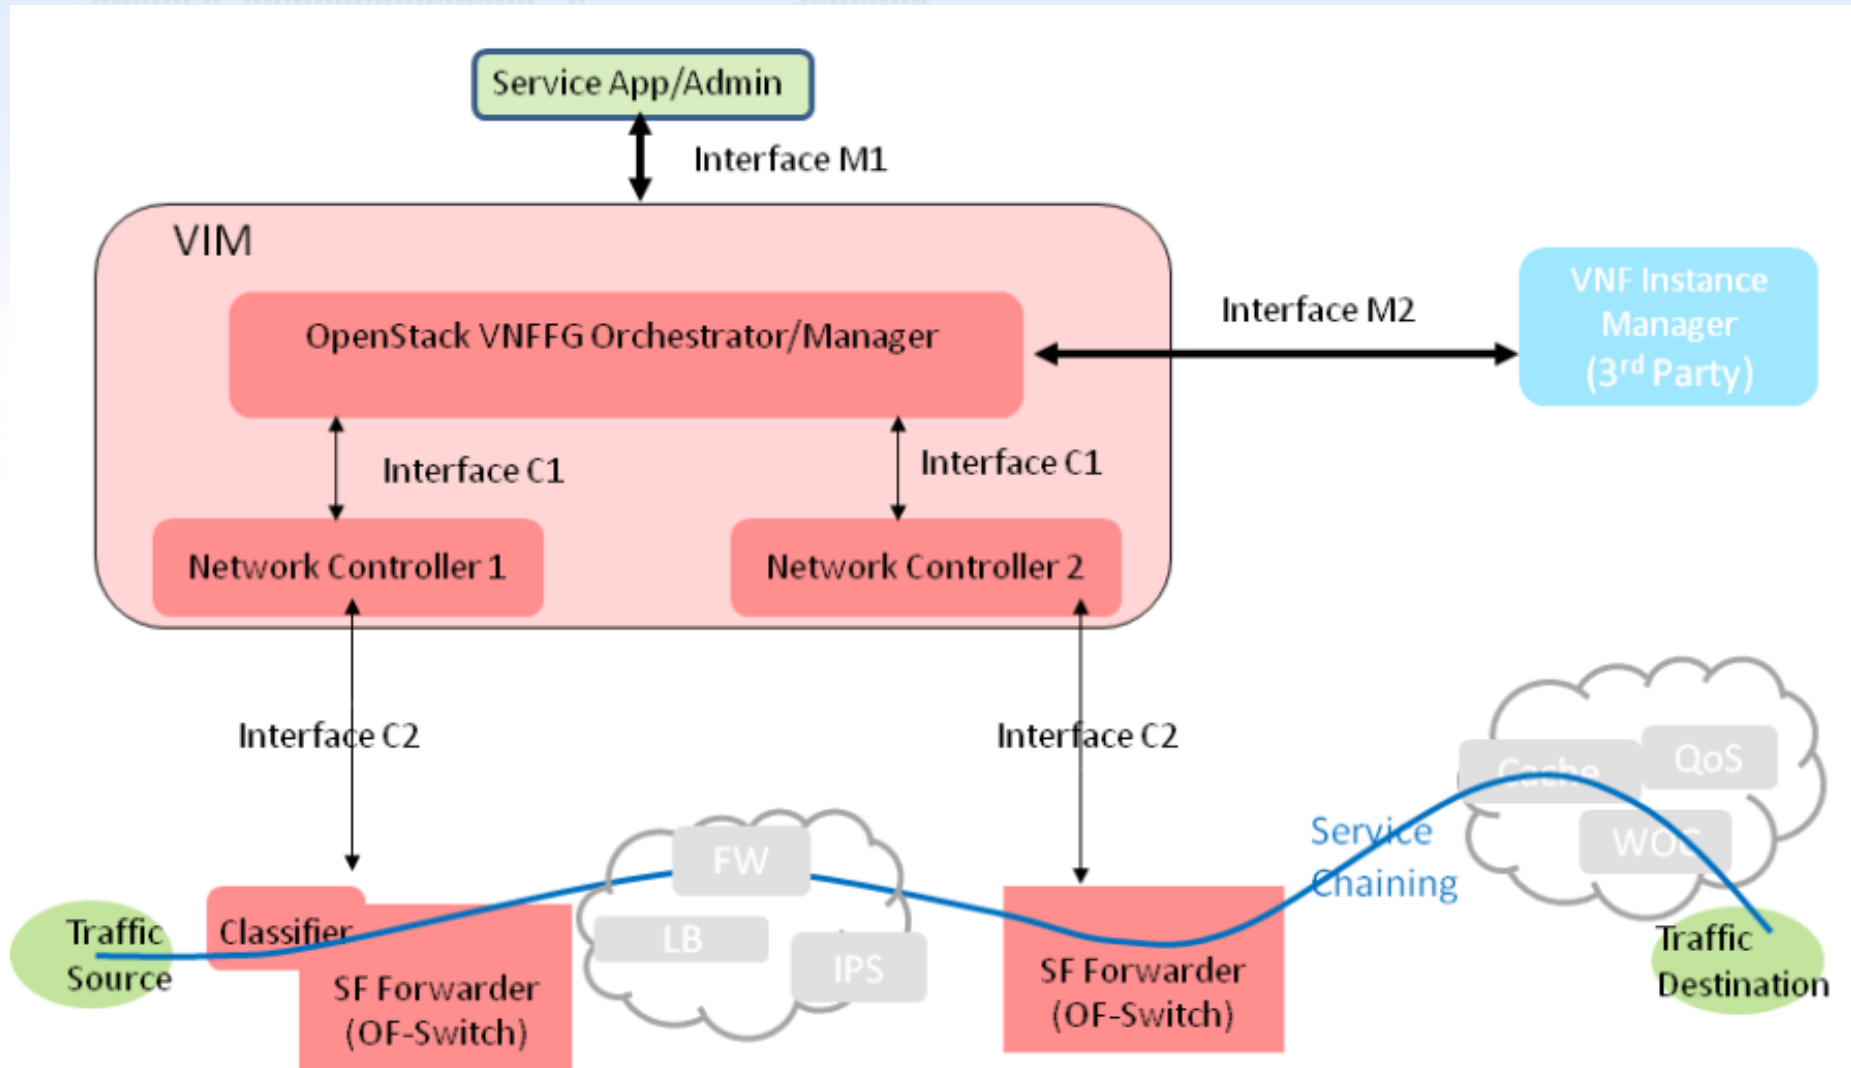 Service App/Admin
Interface M1
VIM
OpenStack VNFFG Orchestrator/Manager
Interface M2
VNF Instance
Manager
(3rd Party)
Interface C1
Interface C1
Network Controller 1
Network Controller 2
Interface C2
Interface C2
Cache
QoS
WOC
Service
Chaining
FW
LB
IPS
Traffic
Source
Classifier
SF Forwarder
(OF-Switch)
SF Forwarder
(OF-Switch)
Traffic
Destination